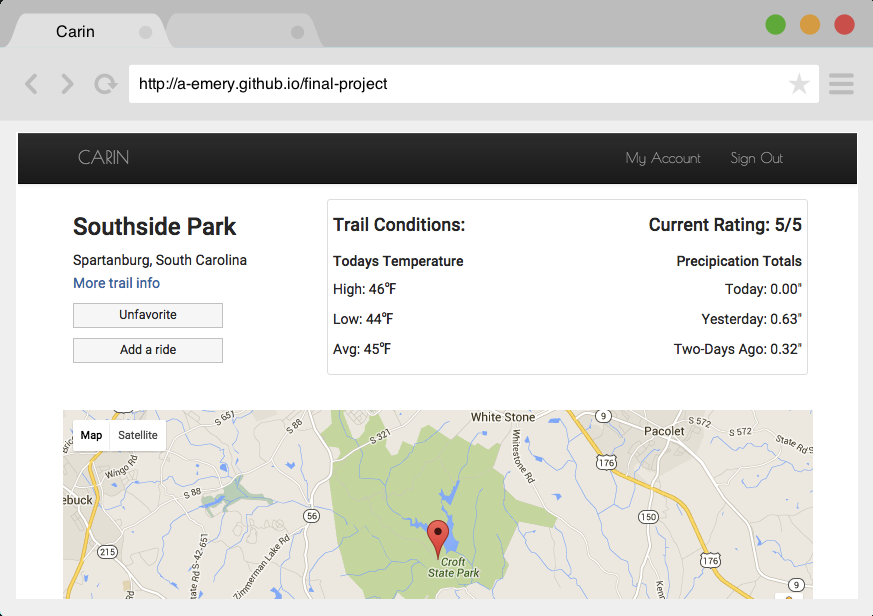 Carin
http://a-emery.github.io/final-project
CARIN
My Account
Sign Out
Southside Park
Spartanburg, South Carolina
More trail info
Unfavorite
Add a ride
Trail Conditions:
Current Rating: 5/5
Todays Temperature
Precipication Totals
High: 46°F
Today: 0.00"
Low: 44°F
Yesterday: 0.63"
Avg: 45°F
Two-Days Ago: 0.32"
Map
Satellite
S 651
S 88
S 321
White Stone
9
Pacolet
S 572
S 572
State Rd S
Wingo Rd
Whitestone Rd
176
ebuck
S 88
56
150
215
State Rd S-42-651
Zimmerman Lake Rd
Croft
State Park
176
9